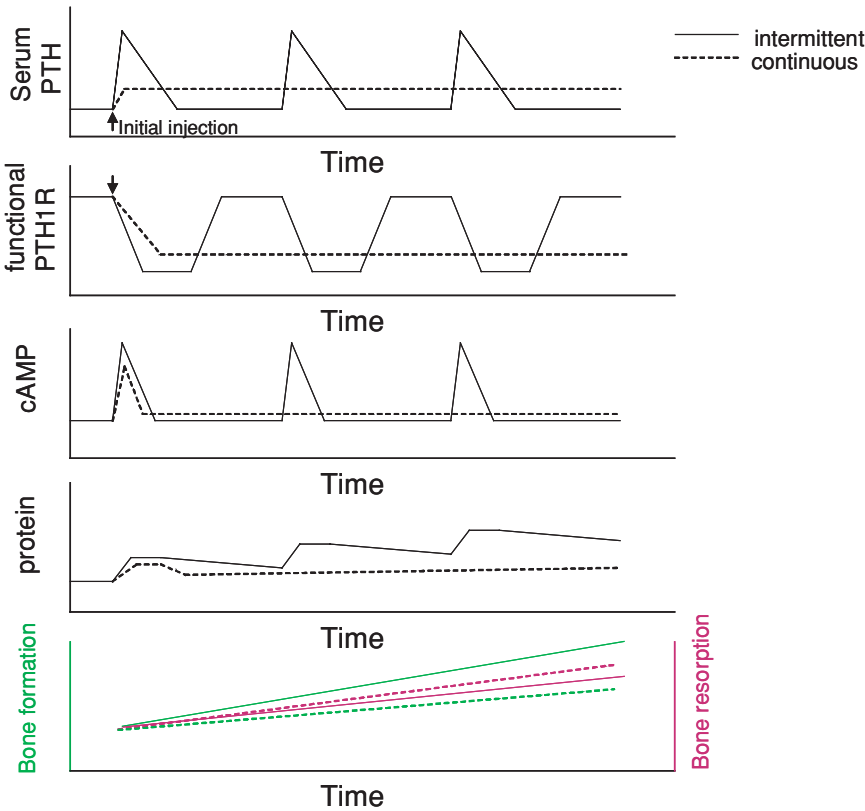 Serum
PTH
intermittent
continuous
Initial injection
Time
functional
PTH1R
Time
cAMP
Time
protein
Time
Bone formation
Bone resorption
Time